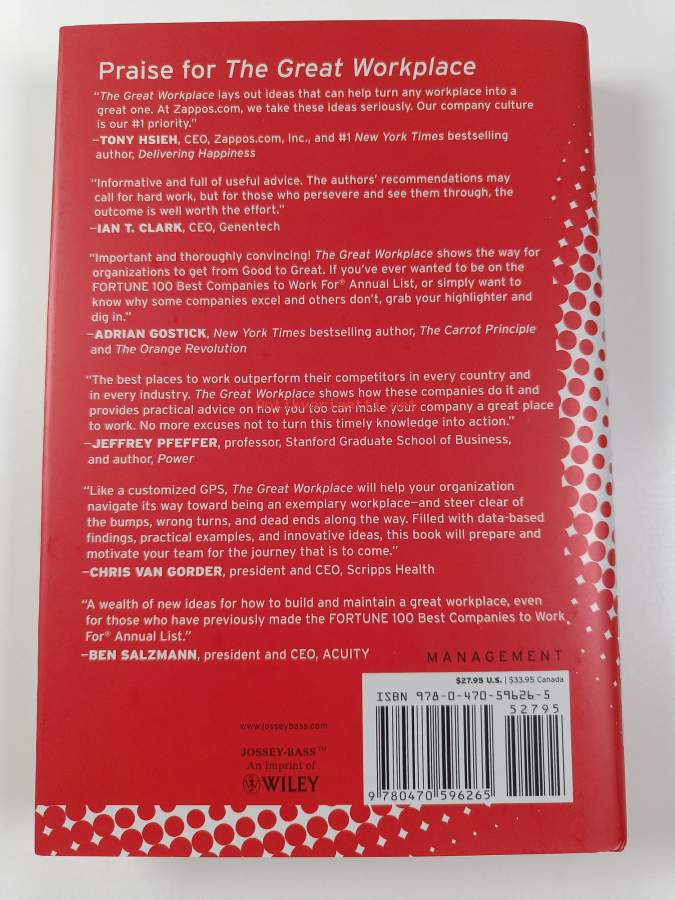 Praise for The Great Workplace
“The Great Workplace lays out ideas that can help turn any workplace into a
great one. At Zappos.com, we take these ideas seriously. Our company culture
is our #1 priority.”
—TONY HSIEH, CEO, Zappos.com, Inc., and #1 New York Times bestselling
author, Delivering Happiness
“Informative and full of useful advice. The authors’ recommendations may
call for hard work, but for those who persevere and see them through, the
outcome is well worth the effort.”
—IAN T. CLARK, CEO, Genentech
“Important and thoroughly convincing! The Great Workplace shows the way for
organizations to get from Good to Great. If you’ve ever wanted to be on the
FORTUNE 100 Best Companies to Work For® Annual List, or simply want to
know why some companies excel and others don’t, grab your highlighter and
dig in.”
—ADRIAN GOSTICK, New York Times bestselling author, The Carrot Principle
and The Orange Revolution
“The best places to work outperform their competitors in every country and
in every industry. The Great Workplace shows how these companies do it and
provides practical advice on how you too can make your company a great place
to work. No more excuses not to turn this timely knowledge into action.”
—JEFFREY PFEFFER, professor, Stanford Graduate School of Business,
and author, Power
“Like a customized GPS, The Great Workplace will help your organization
navigate its way toward being an exemplary workplace—and steer clear of
the bumps, wrong turns, and dead ends along the way. Filled with data-based
findings, practical examples, and innovative ideas, this book will prepare and
motivate your team for the journey that is to come.”
—CHRIS VAN GORDER, president and CEO, Scripps Health
“A wealth of new ideas for how to build and maintain a great workplace, even
for those who have previously made the FORTUNE 100 Best Companies to Work
For® Annual List.”
—BEN SALZMANN, president and CEO, ACUITY
MANAGEMENT
$27.95 U.S. | $33.95 Canada
ISBN 978-0-470-59626-5
52795
9 780470 596265
www.josseybass.com
JOSSEY-BASS™
An Imprint of
WILEY